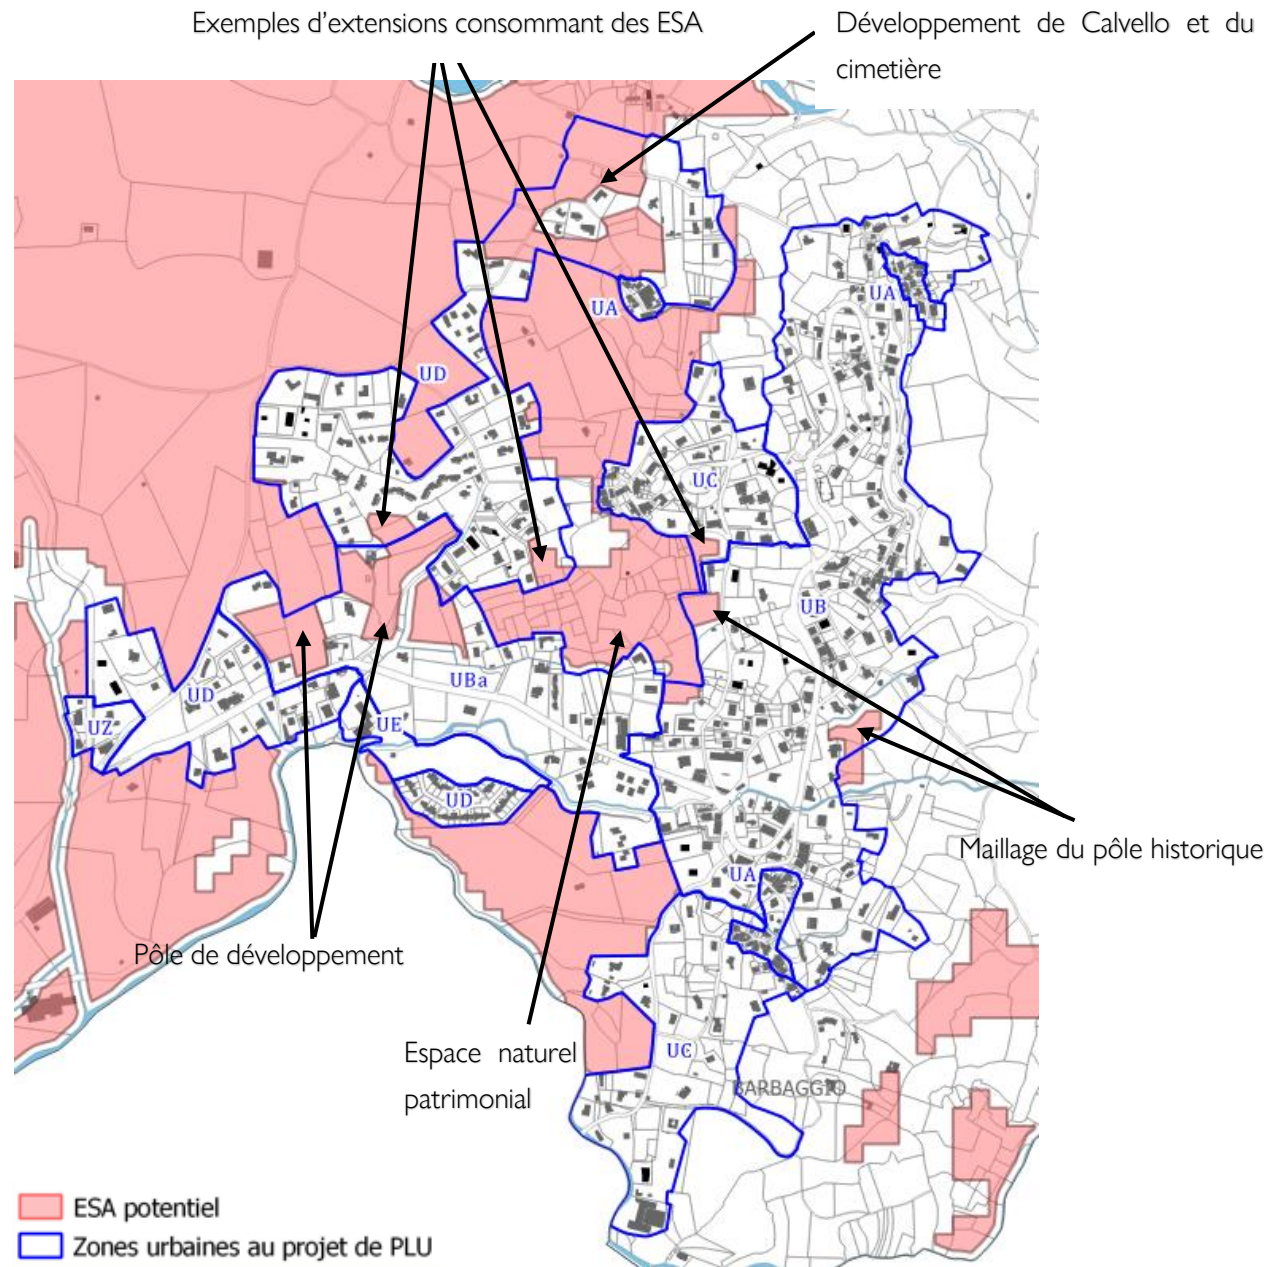 Exemples d'extensions consommant des ESA
Développement de Calvello et du
cimetière
UA
UA
UD
UC
UB
UBa
UD
UZ
UE
UD
Maillage du pôle historique
UA
Pôle de développement
Espace naturel
patrimonial
UC
BARBAGGIO
ESA potentiel
Zones urbaines au projet de PLU